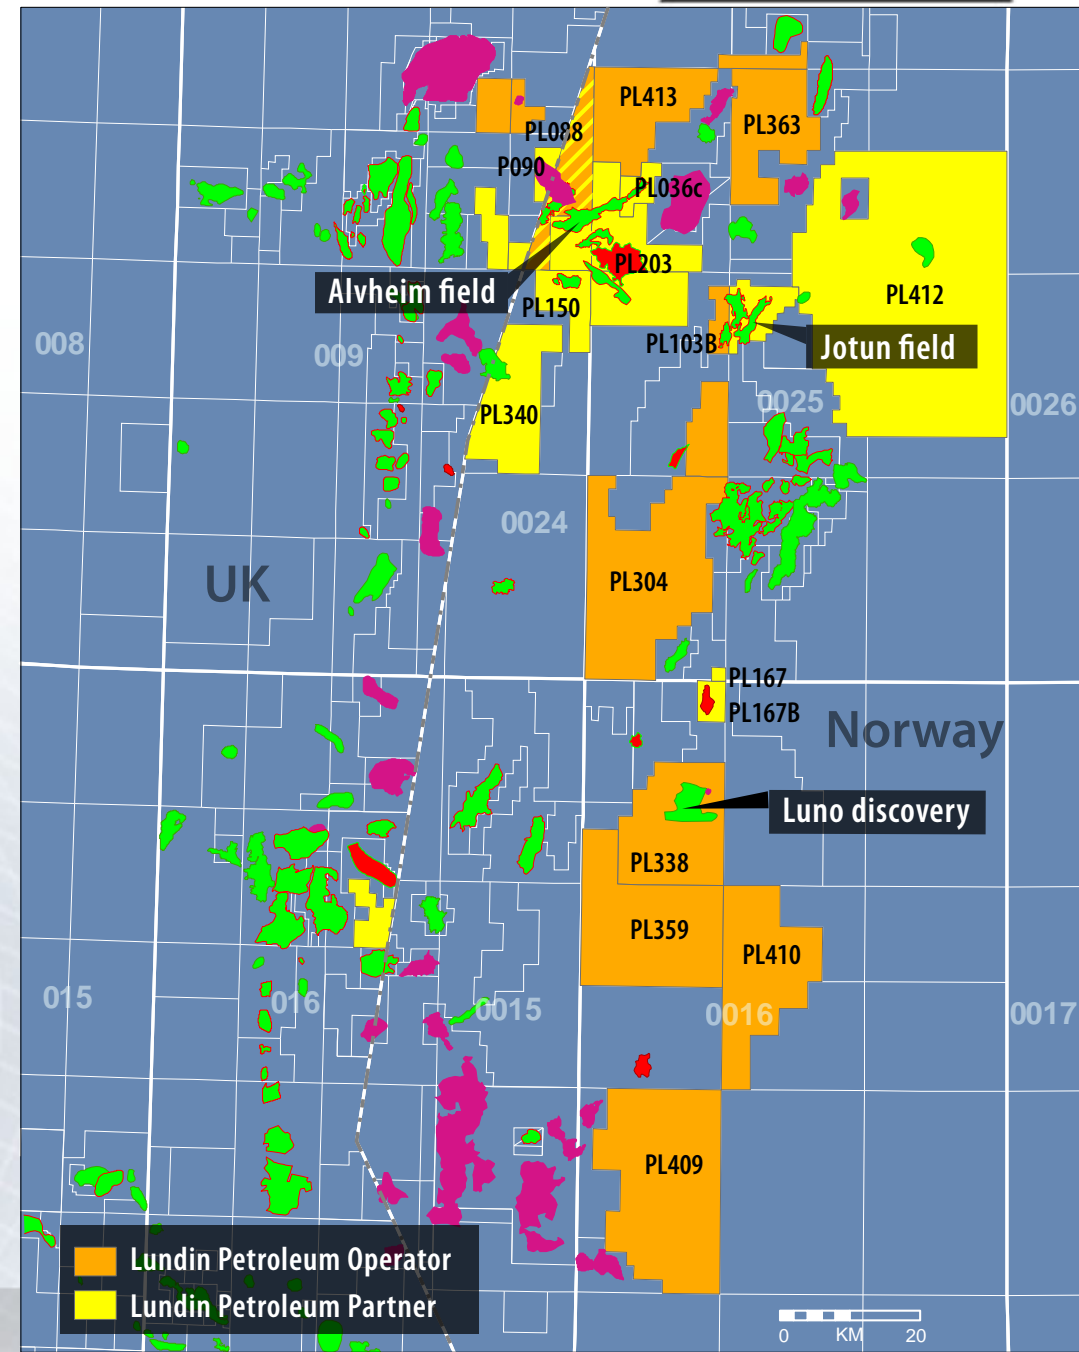 PL413
PL363
PL088
P090
PL036c
PL203
Alvheim field
PL150
PL412
PL103B
Jotun field
008
009
0025
0026
PL340
0024
UK
PL304
PL167
PL167B
Norway
Luno discovery
PL338
PL359
PL410
015
016
0015
0016
0017
PL409
Lundin Petroleum Operator
Lundin Petroleum Partner
0 KM 20